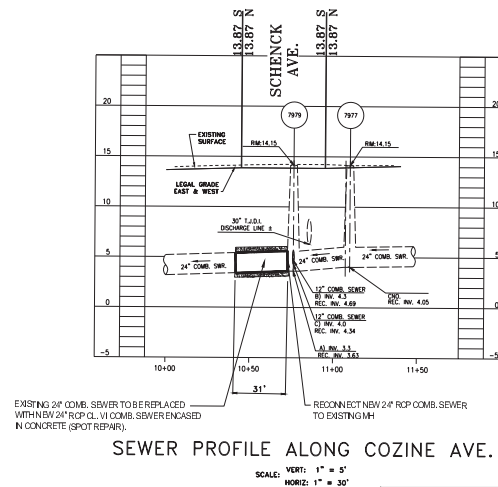 13.87 S
13.87 N
SCHENCK
AVE.
13.87 S
13.87 N
7979
7977
20
20
EXISTING
SURFACE
RIM:14.15
RIM:14.15
15
15
LEGAL GRADE
EAST & WEST
10
10
30" T.J.D.I.
DISCHARGE LINE ±
5
24" COMB. SWR.
24" COMB. SWR.
24" COMB. SWR.
5
12" COMB. SEWER
B) INV. 4.3
REC. INV. 4.69
CNO.
REC. INV. 4.05
0
0
12" COMB. SEWER
C) INV. 4.0
REC. INV. 4.34
A) INV. 3.3
REC. INV. 3.63
-5
-5
10+00
10+50
11+00
11+50
31'
EXISTING 24" COMB. SEWER TO BE REPLACED
WITH NEW 24" RCP CL. VI COMB. SEWER ENCASED
IN CONCRETE (SPOT REPAIR).
RECONNECT NEW 24" RCP COMB. SEWER
TO EXISTING MH
SEWER PROFILE ALONG COZINE AVE.
SCALE: VERT: 1" = 5'
HORIZ: 1" = 30'